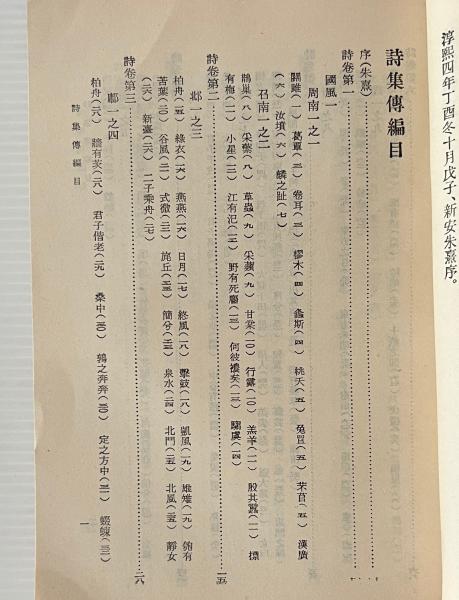 淳熙四年丁酉冬十月戊子、新安朱熹序。
詩集傳編目
序(朱熹)
詩卷第一
國風一
周南一之一
關雎(一) 葛覃(三) 卷耳(三) 樛木(四) 螽斯(四) 桃夭(五) 兔罝(五) 芣苢(五) 漢廣
(六) 汝墳(六) 麟之趾(七)
召南一之二
鵲巢(八) 采蘩(八) 草蟲(九) 采蘋(九) 甘棠(一〇) 行露(一〇) 羔羊(一一) 殷其靁(一一) 摽
有梅(一二) 小星(一二) 江有汜(一二) 野有死麕(一三) 何彼襛矣(一三) 騶虞(一四)
詩卷第二 一五
邶一之三
柏舟(一五) 綠衣(一六) 燕燕(一六) 日月(一七) 終風(一八) 擊鼓(一八) 凱風(一九) 雄雉(一九) 匏有
苦葉(二〇) 谷風(二一) 式微(二二) 旄丘(二三) 簡兮(二三) 泉水(二四) 北門(二五) 北風(二五) 靜女
(二六) 新臺(二六) 二子乘舟(二七)
詩卷第三 二八
鄘一之四
柏舟(二八) 牆有茨(二八) 君子偕老(二九) 桑中(三〇) 鶉之奔奔(三〇) 定之方中(三一) 蝃蝀(三二)
詩集傳編目 一